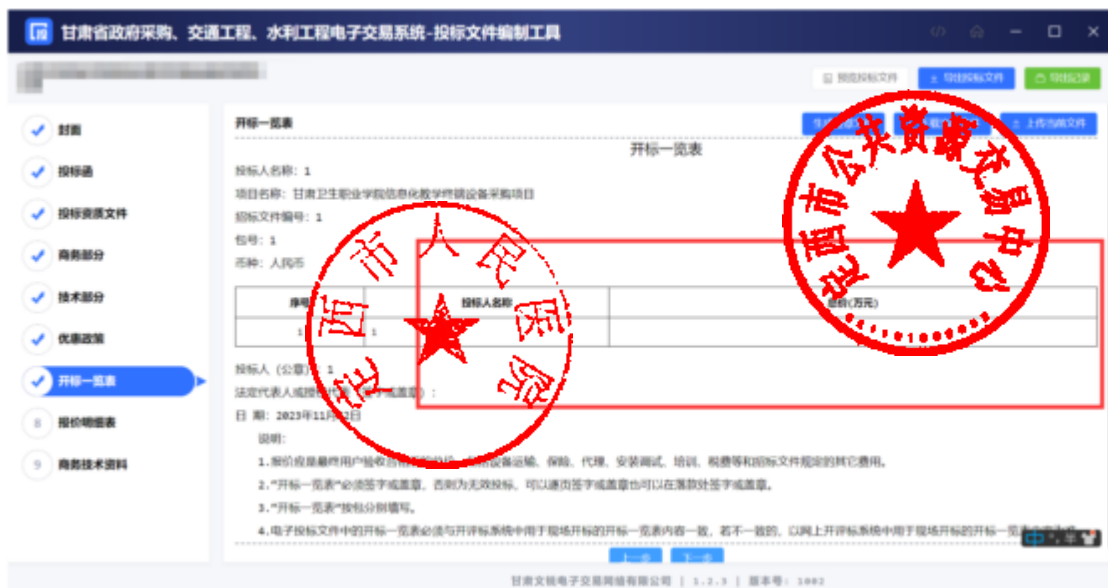 甘肃省政府采购、交通工程、水利工程电子交易系统-投标文件编制工具
预览投标文件
导出投标文件
导出记录
封面
投标函
投标资质文件
商务部分
技术部分
优惠政策
开标一览表
8 报价明细表
9 商务技术资料
开标一览表
上传当前文件
开标一览表
投标人名称: 1
项目名称: 甘肃卫生职业学院信息化教学终端设备采购项目
招标文件编号: 1
包号: 1
币种: 人民币
序号 投标人名称 总价(万元)
1 1
投标人（公章）: 1
法定代表人或授权代表（签字或盖章）:
日 期: 2023年11月 日
说明:
1.报价应是最终用户验收 设备运输、保险、代理、安装调试、培训、税费等和招标文件规定的其它费用。
2."开标一览表"必须签字或盖章，否则为无效投标，可以逐页签字或盖章也可以在落款处签字或盖章。
3."开标一览表"按包分别填写。
4.电子投标文件中的开标一览表必须与开评标系统中用于现场开标的开标一览表内容一致，若不一致的，以网上开评标系统中用于现场开标的开标一览
上一步 下一步
中 半
甘肃文锐电子交易网络有限公司 | 1.2.3 | 版本号: 1002
定西市人民医院
定西市公共资源交易中心